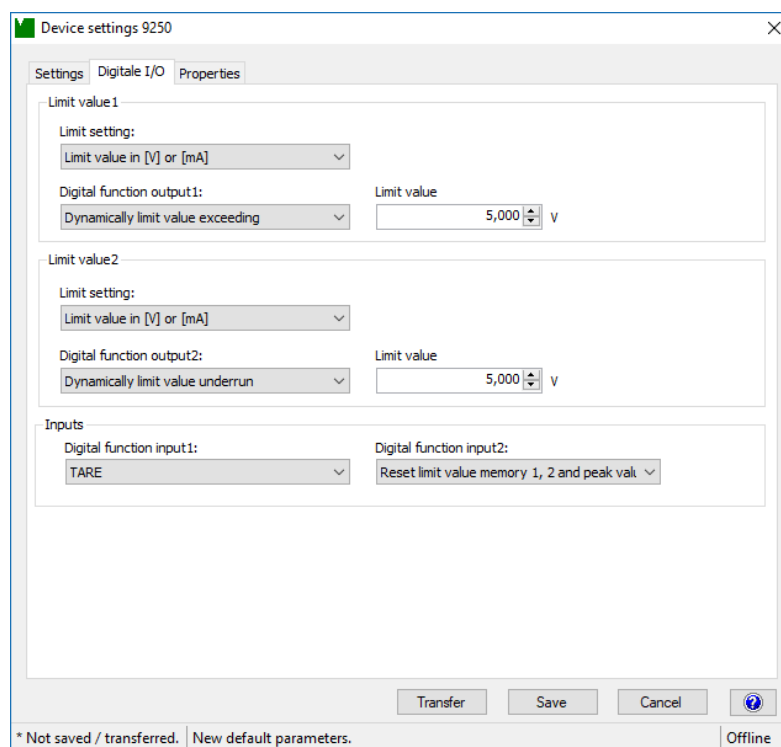 Device settings 9250
Settings Digitale I/O Properties
Limit value1
Limit setting:
Limit value in [V] or [mA]
Digital function output1: Limit value
Dynamically limit value exceeding 5,000 V
Limit value2
Limit setting:
Limit value in [V] or [mA]
Digital function output2: Limit value
Dynamically limit value underrun 5,000 V
Inputs
Digital function input1: Digital function input2:
TARE Reset limit value memory 1, 2 and peak
Transfer Save Cancel ?
* Not saved / transferred. New default parameters. Offline